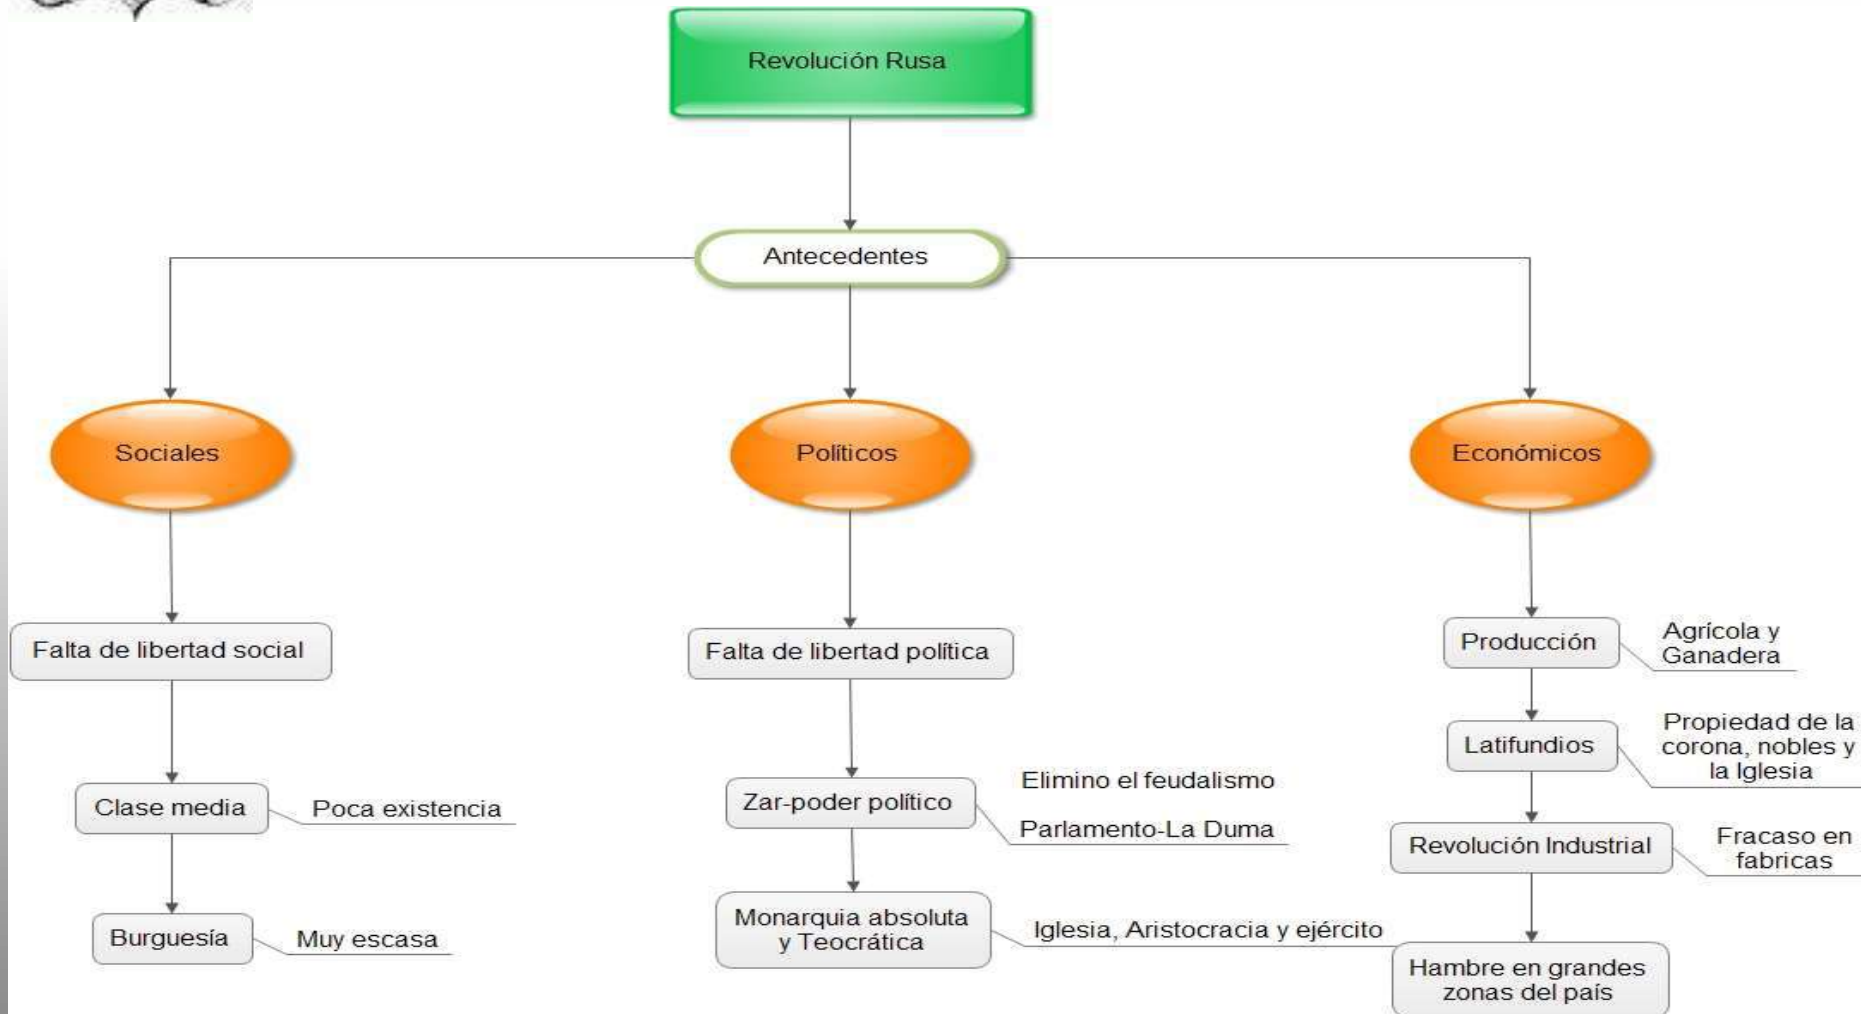 Revolución Rusa
Antecedentes
Sociales
Políticos
Económicos
Falta de libertad social
Clase media
Poca existencia
Burguesía
Muy escasa
Falta de libertad política
Zar-poder político
Elimino el feudalismo
Parlamento-La Duma
Monarquia absoluta
y Teocrática
Iglesia, Aristocracia y ejército
Producción
Agrícola y
Ganadera
Latifundios
Propiedad de la
corona, nobles y
la Iglesia
Revolución Industrial
Fracaso en
fabricas
Hambre en grandes
zonas del país